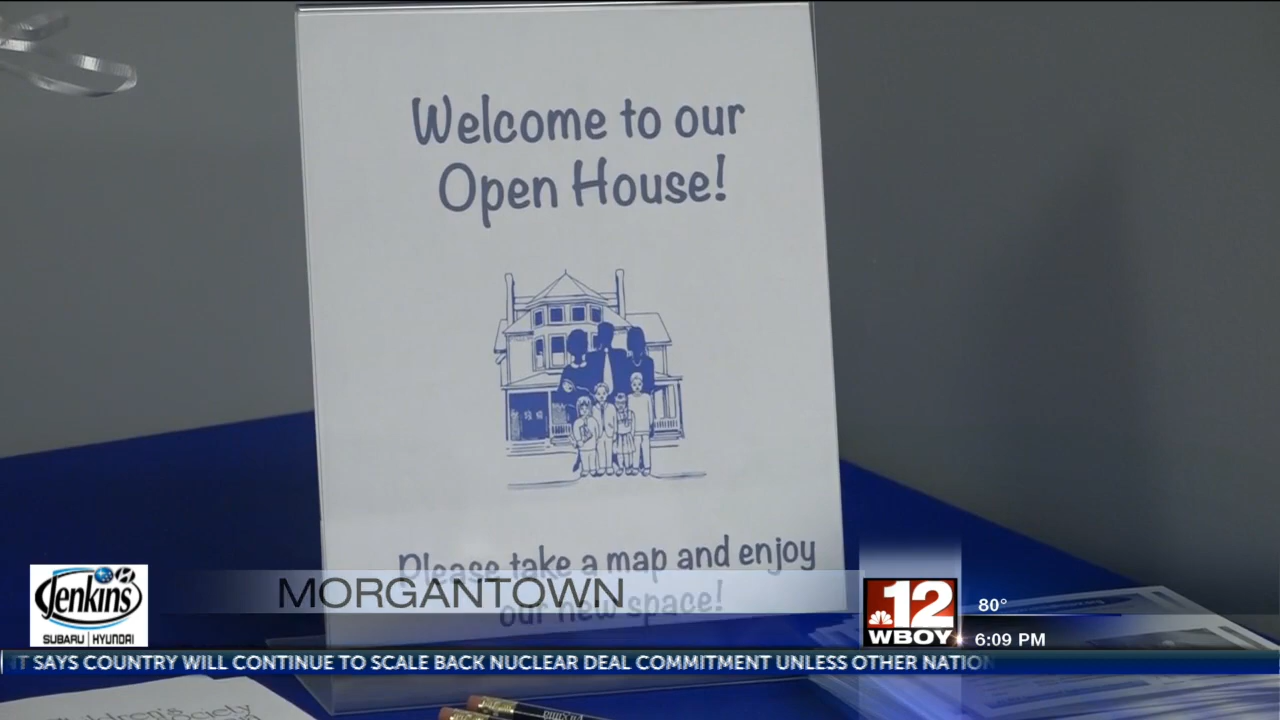 Welcome to our
Open House!
Please take a map and enjoy
our new space!
MORGANTOWN
Jenkins
SUBARU | HYUNDAI
12
WBOY
80°
6:09 PM
SAYS COUNTRY WILL CONTINUE TO SCALE BACK NUCLEAR DEAL COMMITMENT UNLESS OTHER NATION